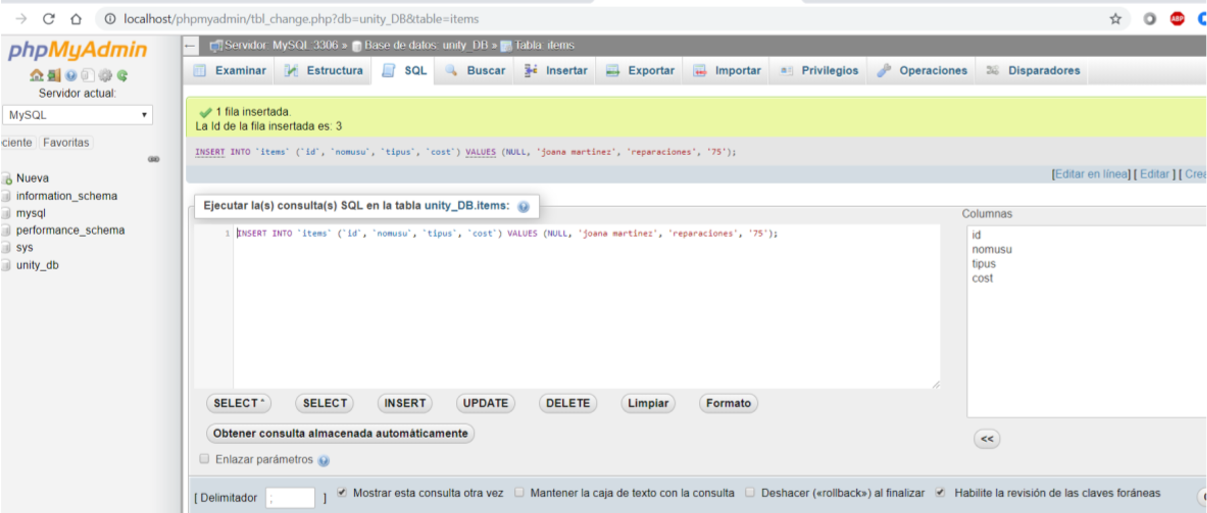 localhost/phpmyadmin/tbl_change.php?db=unity_DB&table=items
ABP
phpMyAdmin
Servidor: MySQL:3306 » Base de datos: unity_DB » Tabla: items
Examinar Estructura SQL Buscar Insertar Exportar Importar Privilegios Operaciones Disparadores
Servidor actual:
MySQL
ciente Favoritas
Nueva
information_schema
mysql
performance_schema
sys
unity_db
1 fila insertada.
La Id de la fila insertada es: 3
INSERT INTO `items` (`id`, `nomusu`, `tipus`, `cost`) VALUES (NULL, 'joana martinez', 'reparaciones', '75');
[Editar en línea] [ Editar ] [ Crea
Ejecutar la(s) consulta(s) SQL en la tabla unity_DB.items:
1 INSERT INTO `items` (`id`, `nomusu`, `tipus`, `cost`) VALUES (NULL, 'joana martinez', 'reparaciones', '75');
Columnas
id
nomusu
tipus
cost
SELECT * SELECT INSERT UPDATE DELETE Limpiar Formato
Obtener consulta almacenada automàticamente
<<
Enlazar parámetros
[ Delimitador ; ] Mostrar esta consulta otra vez Mantener la caja de texto con la consulta Deshacer («rollback») al finalizar Habilite la revisión de las claves foráneas